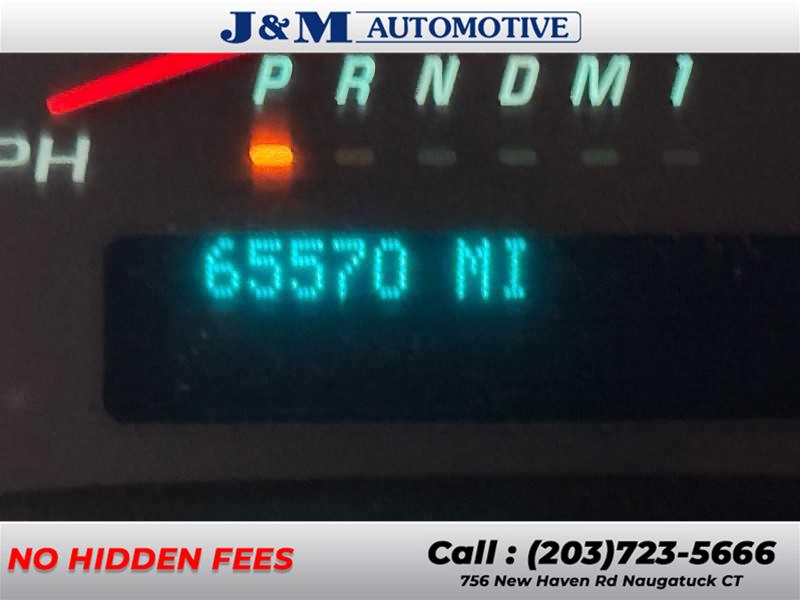 J&M AUTOMOTIVE
P R N D M 1
PH
65570 MI
NO HIDDEN FEES
Call : (203)723-5666
756 New Haven Rd Naugatuck CT